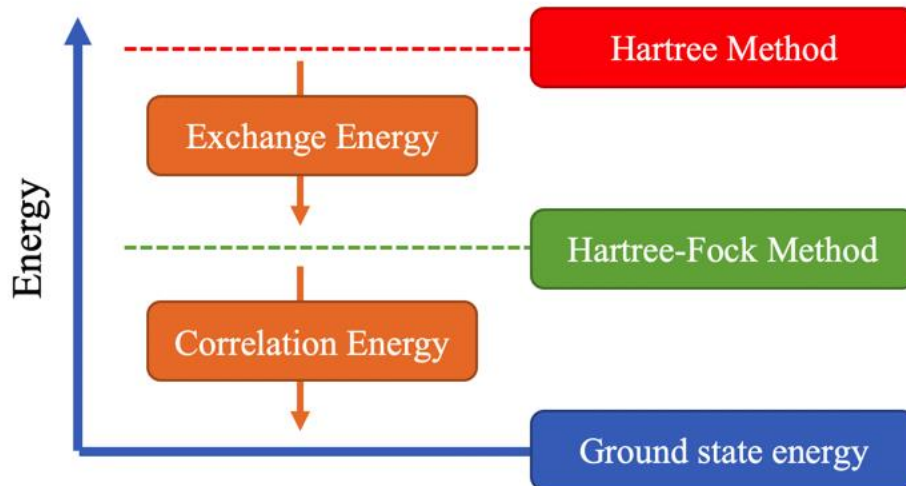 Hartree Method
Exchange Energy
Energy
Hartree-Fock Method
Correlation Energy
Ground state energy